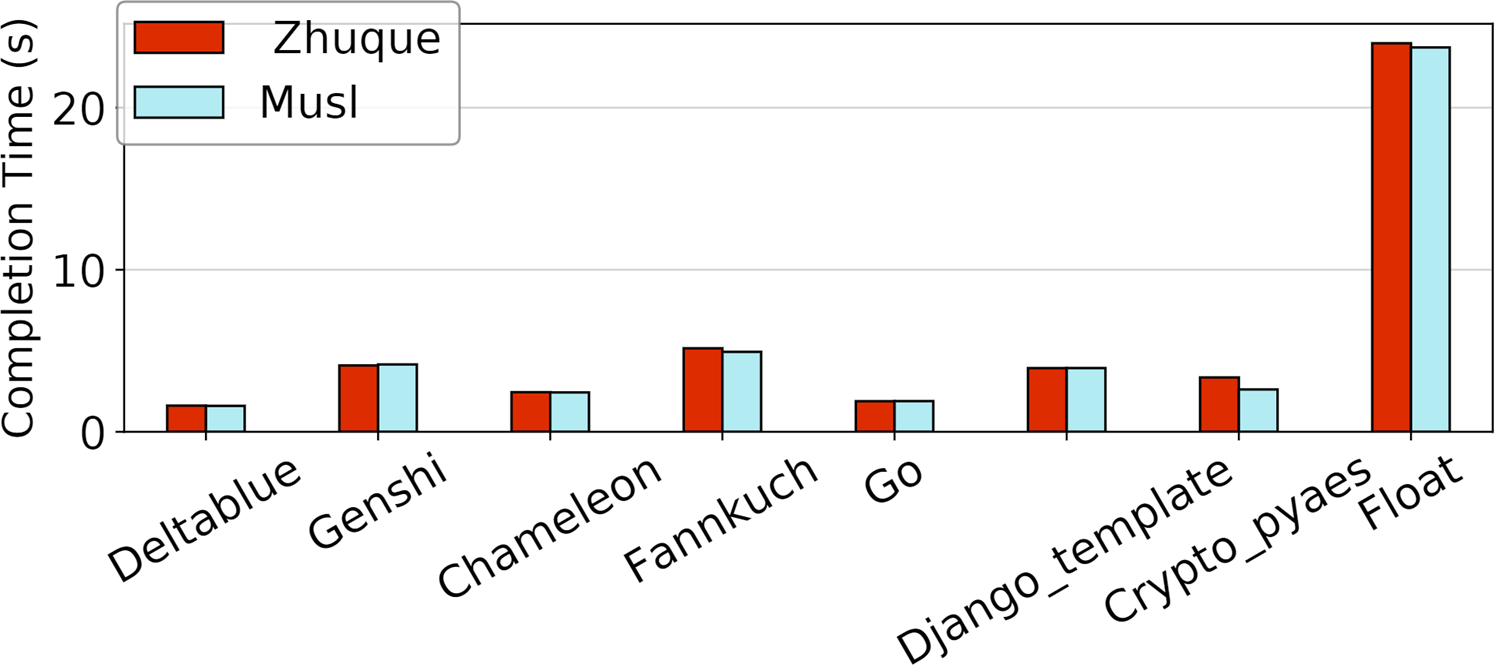 Zhuque
Musl
Completion Time (s)
20
10
0
Deltablue
Genshi
Chameleon
Fannkuch
Go
Django_template
Crypto_pyaes
Float